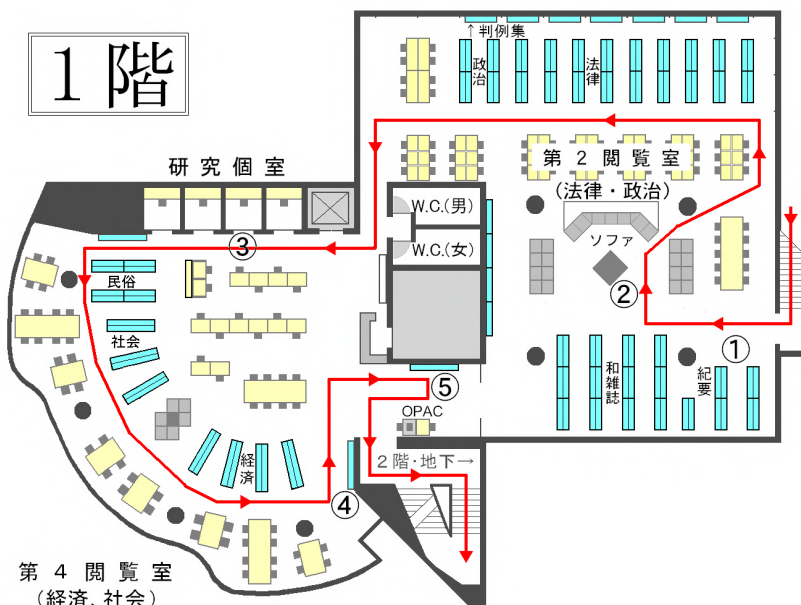 1階
↑判例集
政治
法律
研究個室
第2閲覧室
(法律・政治)
W.C.(男)
W.C.(女)
ソファ
③
②
①
民俗
社会
和雑誌
紀要
⑤
OPAC
経済
2階・地下→
④
第4閲覧室
(経済、社会)